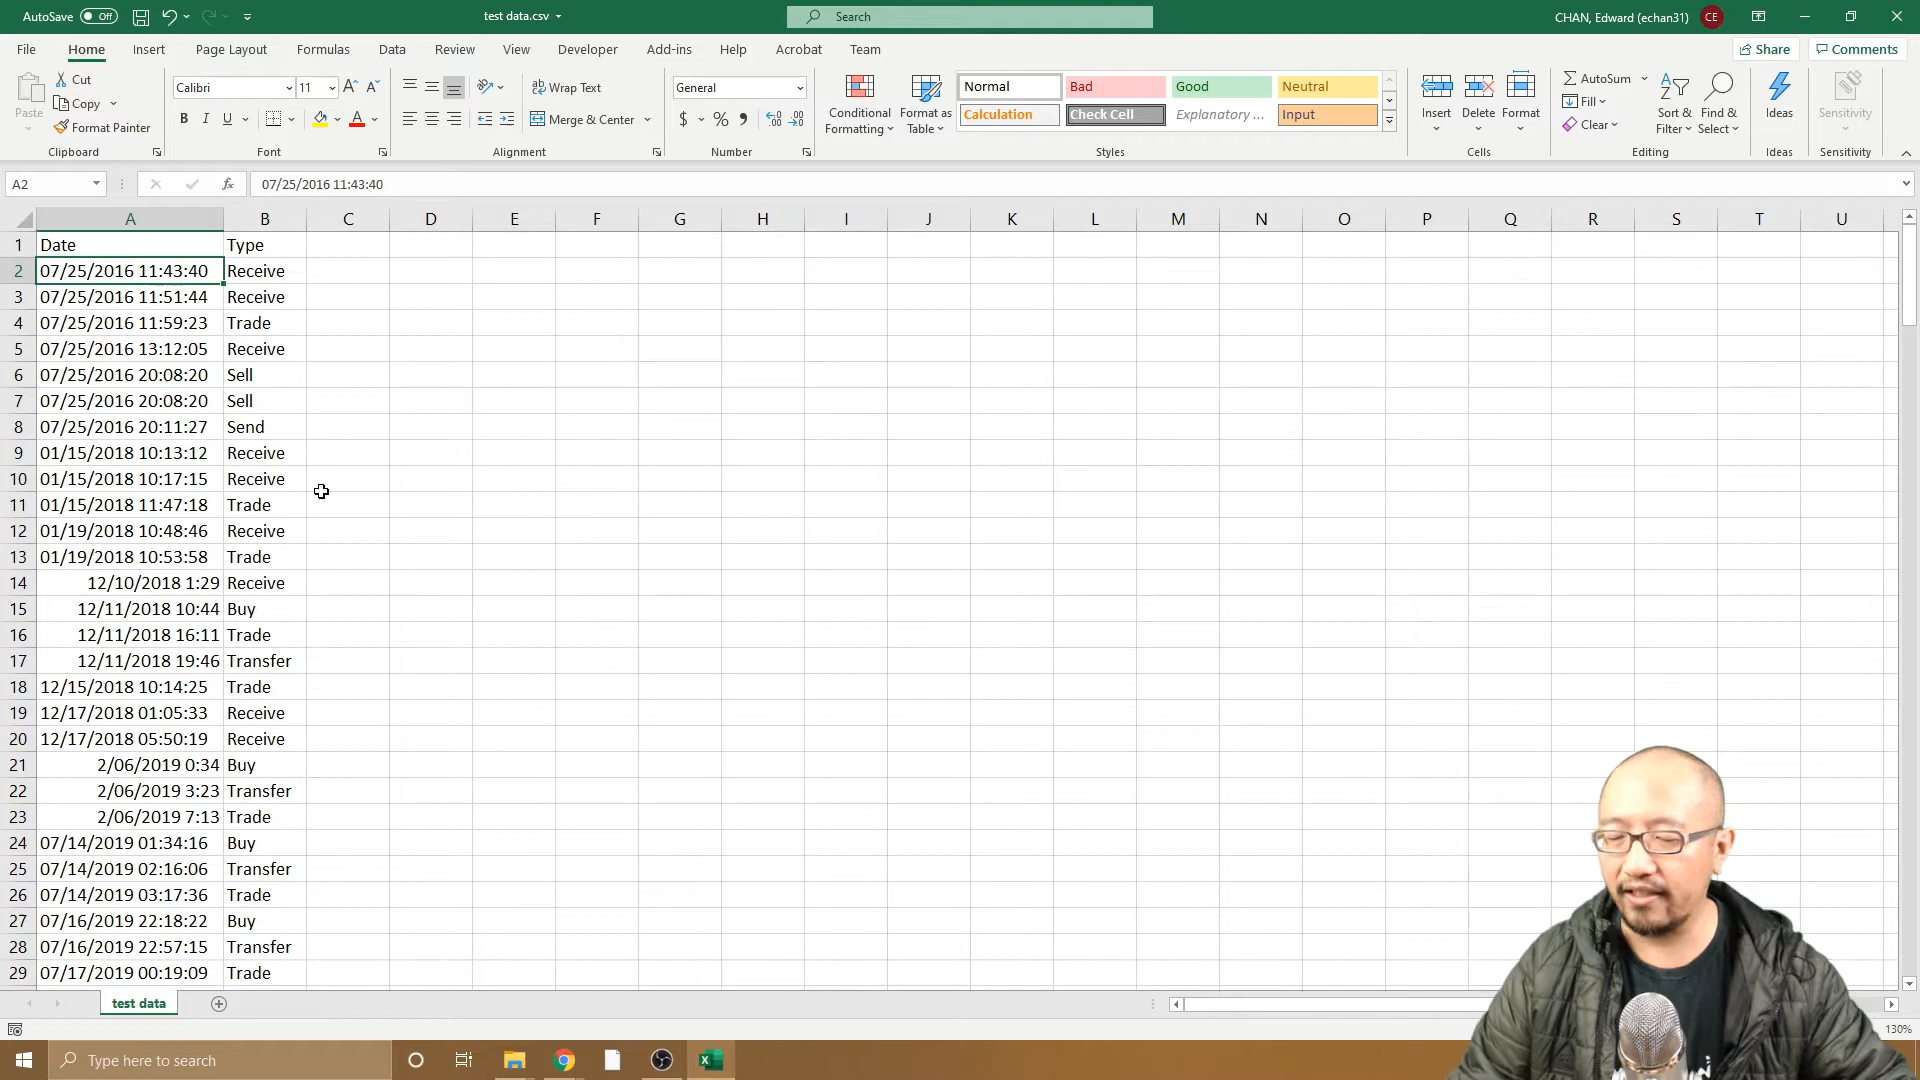 AutoSave Off
test data.csv
Search
CHAN, Edward (echan31) CE
File Home Insert Page Layout Formulas Data Review View Developer Add-ins Help Acrobat Team
Share Comments
Paste
Cut
Copy
Format Painter
Clipboard
Calibri 11
B I U A
Font
Wrap Text
Merge & Center
Alignment
General
$ % 9
Number
Conditional Formatting
Format as Table
Normal Bad Good Neutral
Calculation Check Cell Explanatory ... Input
Styles
Insert Delete Format
Cells
AutoSum
Fill
Clear
Sort & Filter
Find & Select
Editing
Ideas
Ideas
Sensitivity
Sensitivity
A2 fx 07/25/2016 11:43:40
A B C D E F G H I J K L M N O P Q R S T U
1 Date Type
2 07/25/2016 11:43:40 Receive
3 07/25/2016 11:51:44 Receive
4 07/25/2016 11:59:23 Trade
5 07/25/2016 13:12:05 Receive
6 07/25/2016 20:08:20 Sell
7 07/25/2016 20:08:20 Sell
8 07/25/2016 20:11:27 Send
9 01/15/2018 10:13:12 Receive
10 01/15/2018 10:17:15 Receive
11 01/15/2018 11:47:18 Trade
12 01/19/2018 10:48:46 Receive
13 01/19/2018 10:53:58 Trade
14 12/10/2018 1:29 Receive
15 12/11/2018 10:44 Buy
16 12/11/2018 16:11 Trade
17 12/11/2018 19:46 Transfer
18 12/15/2018 10:14:25 Trade
19 12/17/2018 01:05:33 Receive
20 12/17/2018 05:50:19 Receive
21 2/06/2019 0:34 Buy
22 2/06/2019 3:23 Transfer
23 2/06/2019 7:13 Trade
24 07/14/2019 01:34:16 Buy
25 07/14/2019 02:16:06 Transfer
26 07/14/2019 03:17:36 Trade
27 07/16/2019 22:18:22 Buy
28 07/16/2019 22:57:15 Transfer
29 07/17/2019 00:19:09 Trade
test data
130%
Type here to search